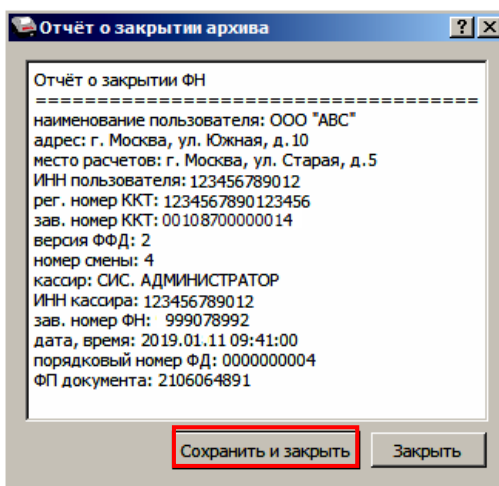 Отчёт о закрытии архива
Отчёт о закрытии ФН
=====================================
наименование пользователя: ООО "АВС"
адрес: г. Москва, ул. Южная, д.10
место расчетов: г. Москва, ул. Старая, д.5
ИНН пользователя: 123456789012
рег. номер ККТ: 1234567890123456
зав. номер ККТ: 00108700000014
версия ФФД: 2
номер смены: 4
кассир: СИС. АДМИНИСТРАТОР
ИНН кассира: 123456789012
зав. номер ФН: 999078992
дата, время: 2019.01.11 09:41:00
порядковый номер ФД: 0000000004
ФП документа: 2106064891
Сохранить и закрыть Закрыть